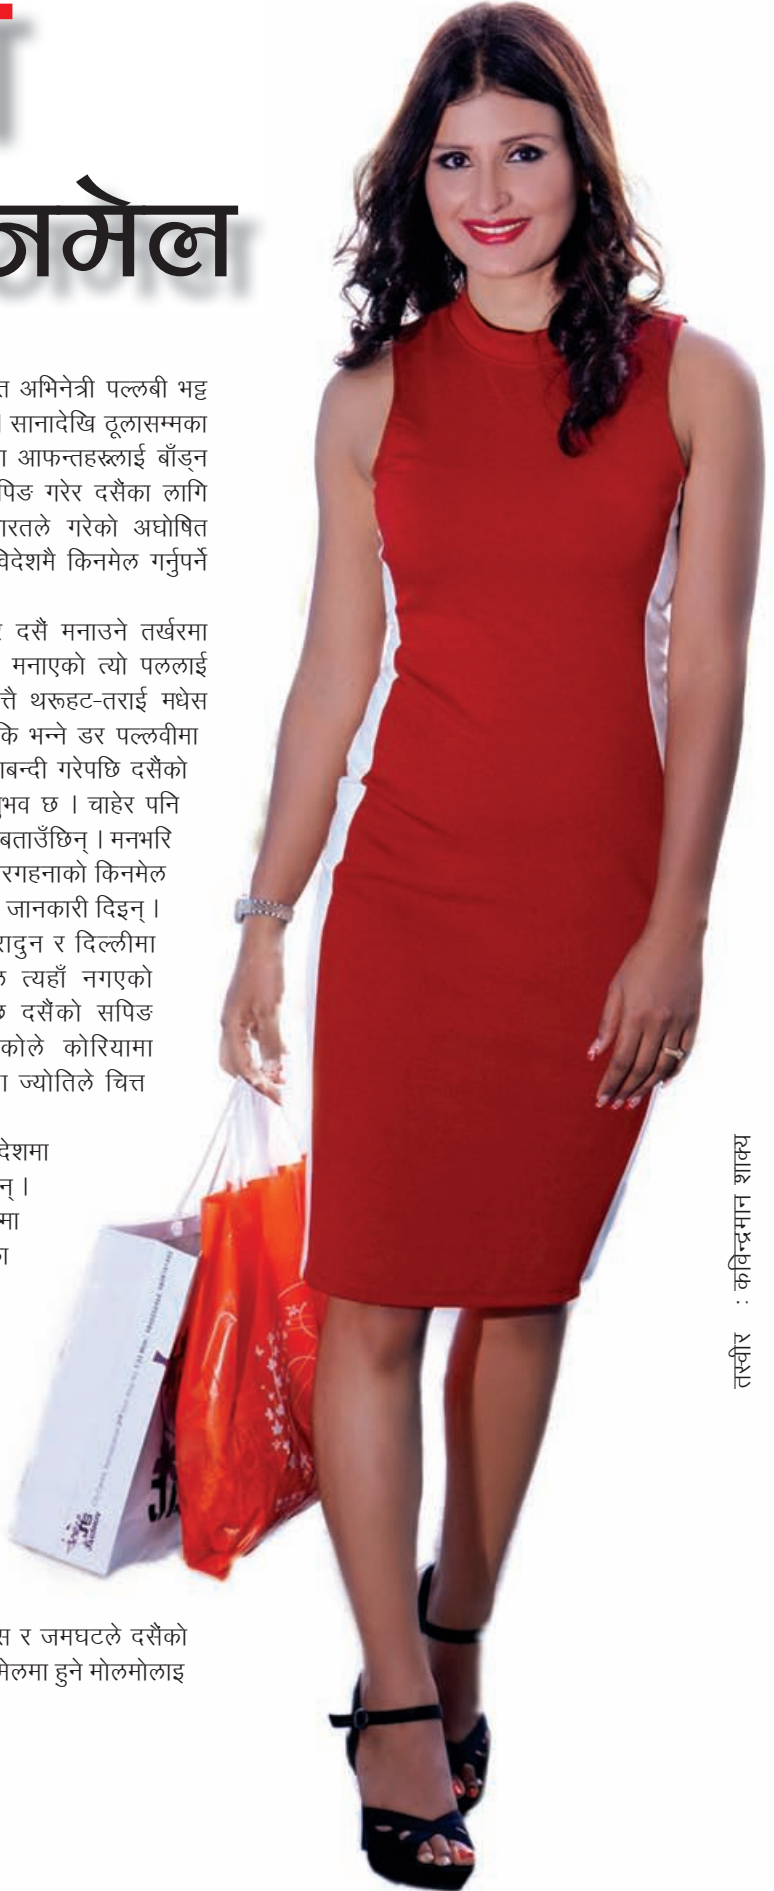 नमेल
अभिनेत्री पल्लबी भट्ट
। सानादेखि ठूलासम्मका
आफन्तहरूलाई बाँड्न
पिङ गरेर दसैंका लागि
रतले गरेको अघोषित
विदेशमै किनमेल गर्नुपर्ने
दसैं मनाउने तर्खरमा
मनाएको त्यो पललाई
त्तै थरूहट-तराई मधेस
कि भन्ने डर पल्लवीमा
बन्दी गरेपछि दसैंको
भव छ । चाहेर पनि
बताउँछिन् । मनभरि
रगहनाको किनमेल
जानकारी दिइन् ।
रादुन र दिल्लीमा
त्यहाँ नगएको
दसैंको सपिङ
कोले कोरियामा
ज्योतिले चित्त
देशमा
न् ।
मा
स र जमघटले दसैंको
मेलमा हुने मोलमोलाइ
तस्वीर : कविन्द्रमान शाक्य